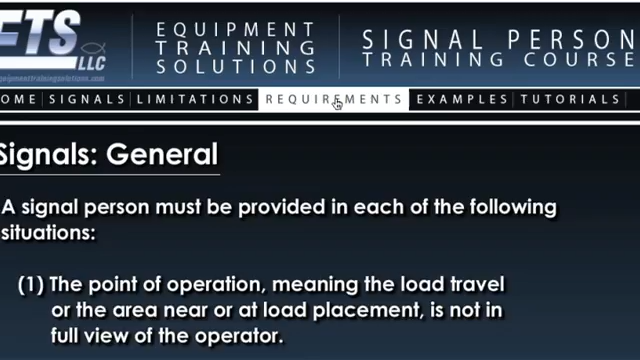 ETS
LLC
quipmenttrainingsolutions.com
EQUIPMENT
TRAINING
SOLUTIONS
SIGNAL PERSON
TRAINING COURSE
OME SIGNALS LIMITATIONS REQUIREMENTS EXAMPLES TUTORIALS
Signals: General
A signal person must be provided in each of the following
situations:
(1) The point of operation, meaning the load travel
or the area near or at load placement, is not in
full view of the operator.